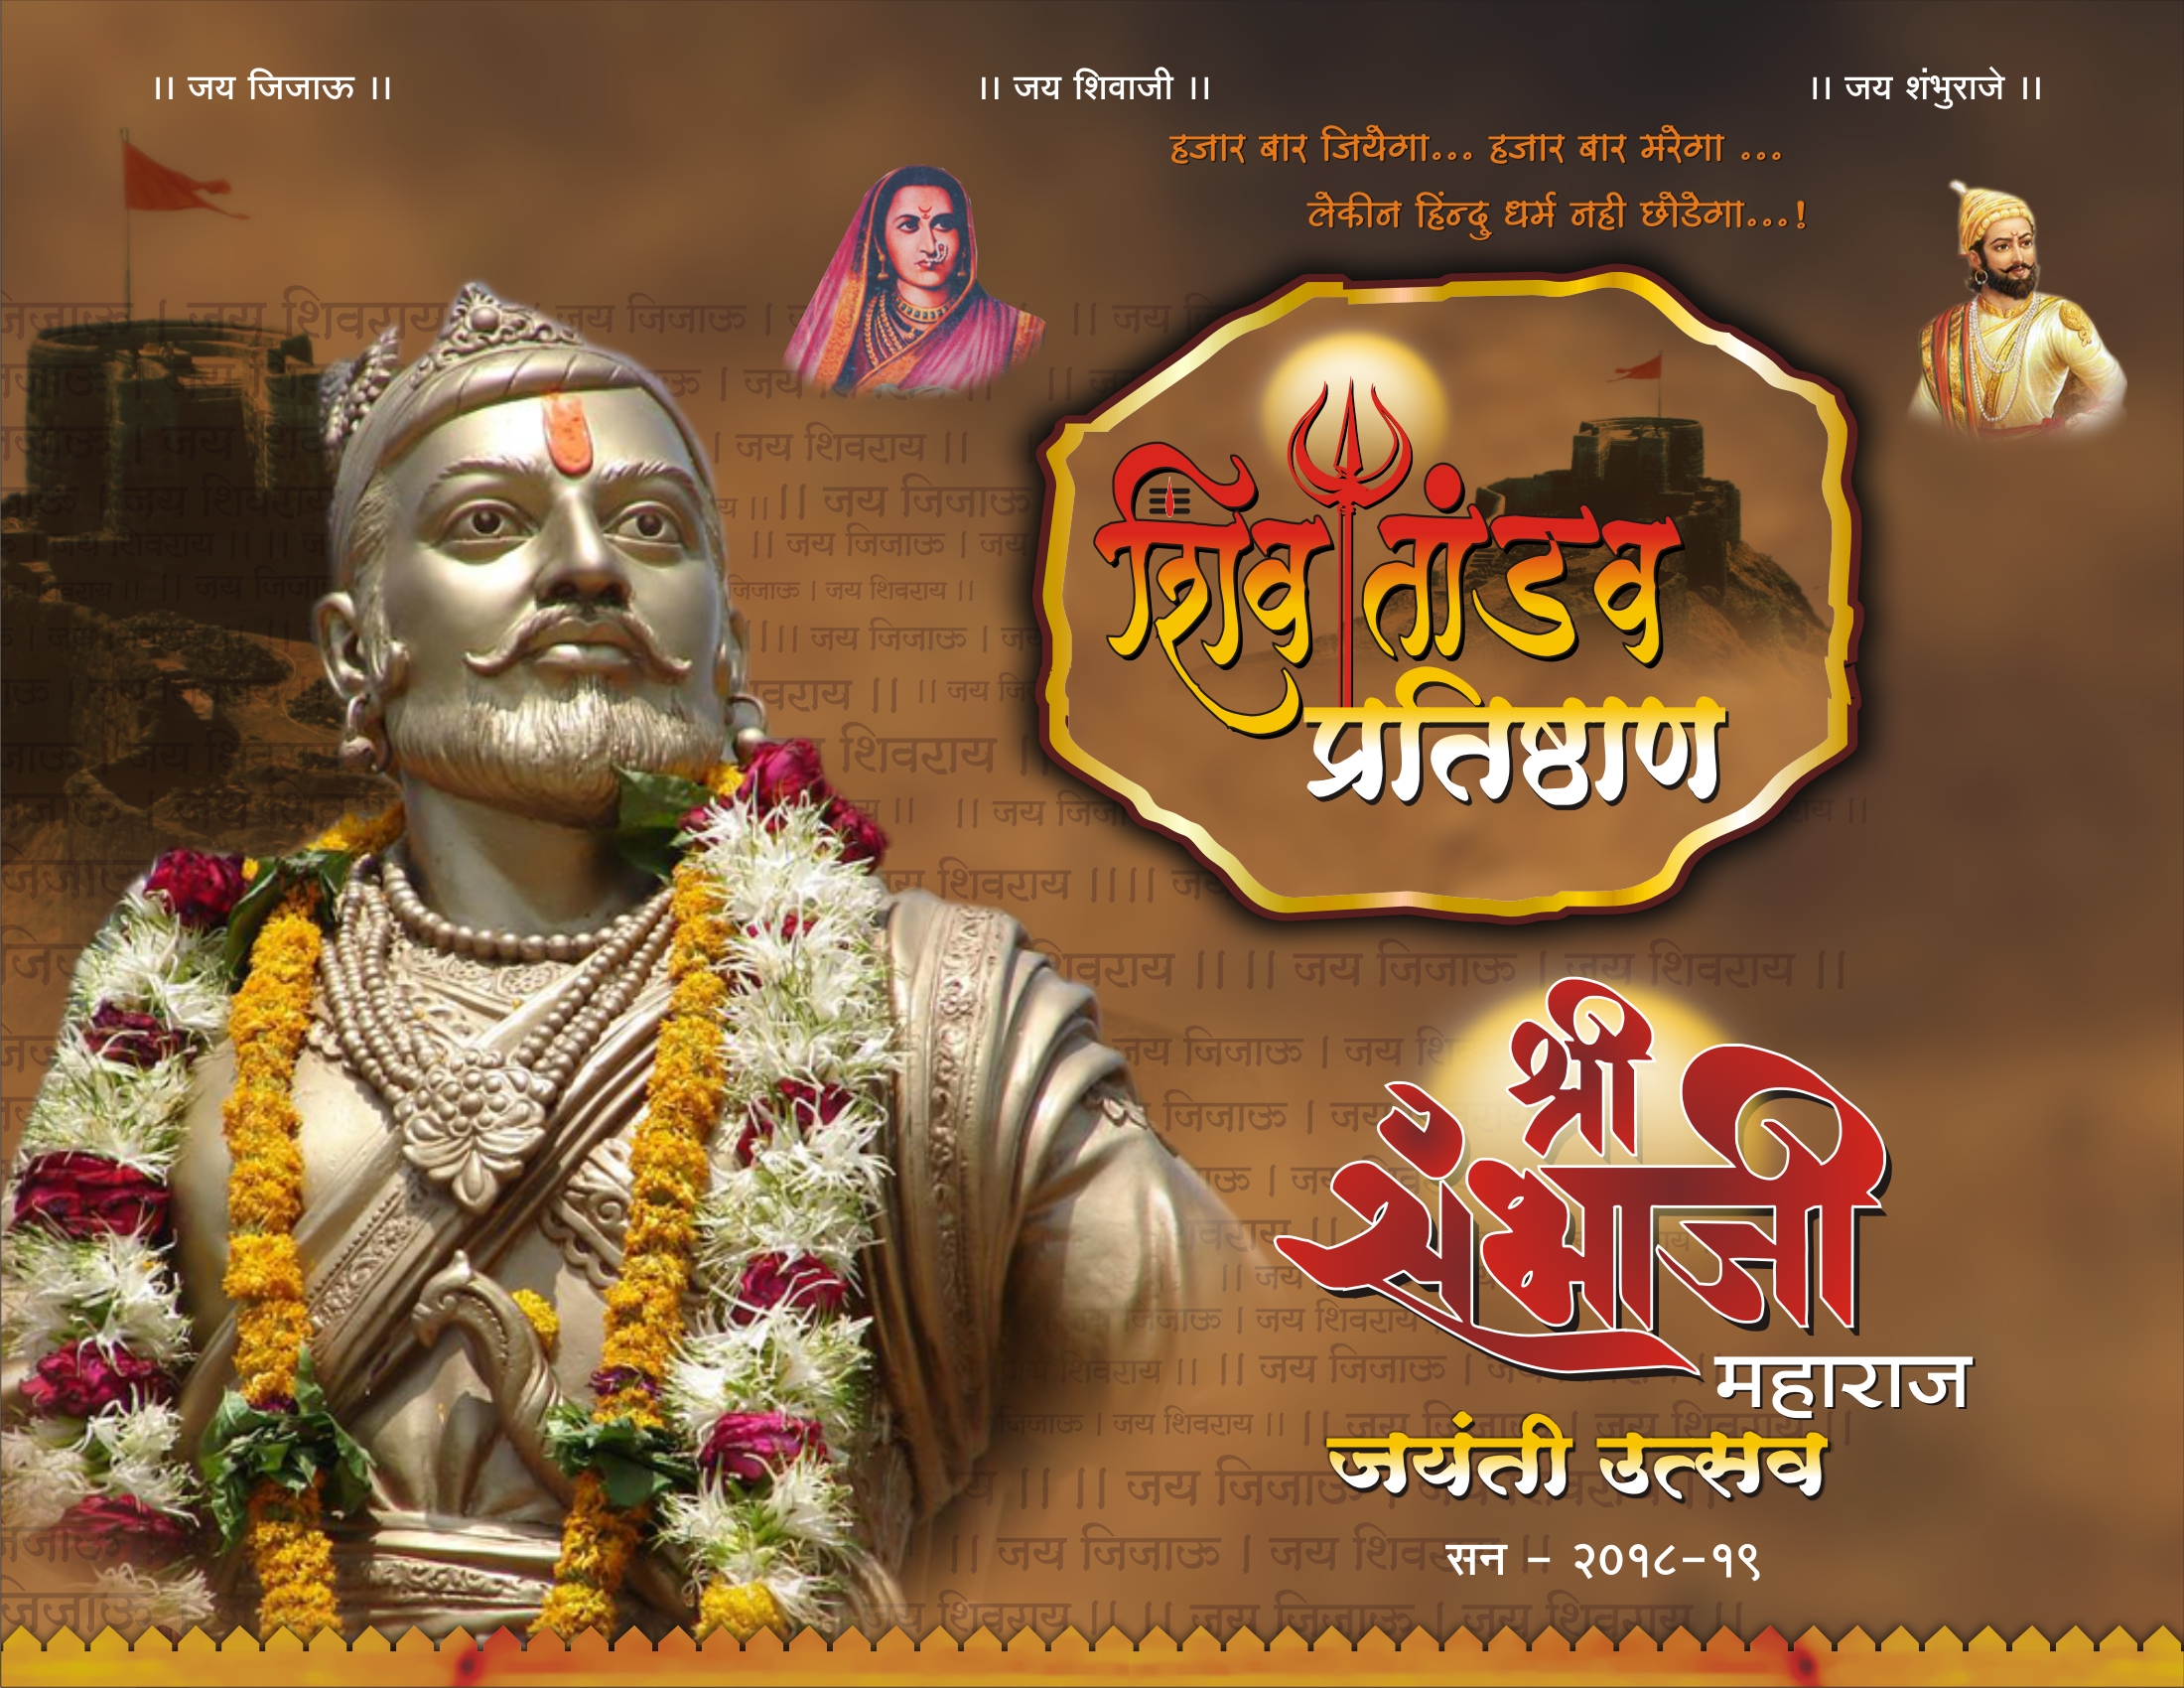 ।। जय जिजाऊ ।। ।। जय शिवाजी ।। ।। जय शंभुराजे ।।
हजार बार जियेगा... हजार बार मरेगा ...
लेकीन हिन्दु धर्म नही छोडेगा...!
शिव तांडव
प्रतिष्ठाण
श्री
संभाजी
महाराज
जयंती उत्सव
सन - २०१८-१९